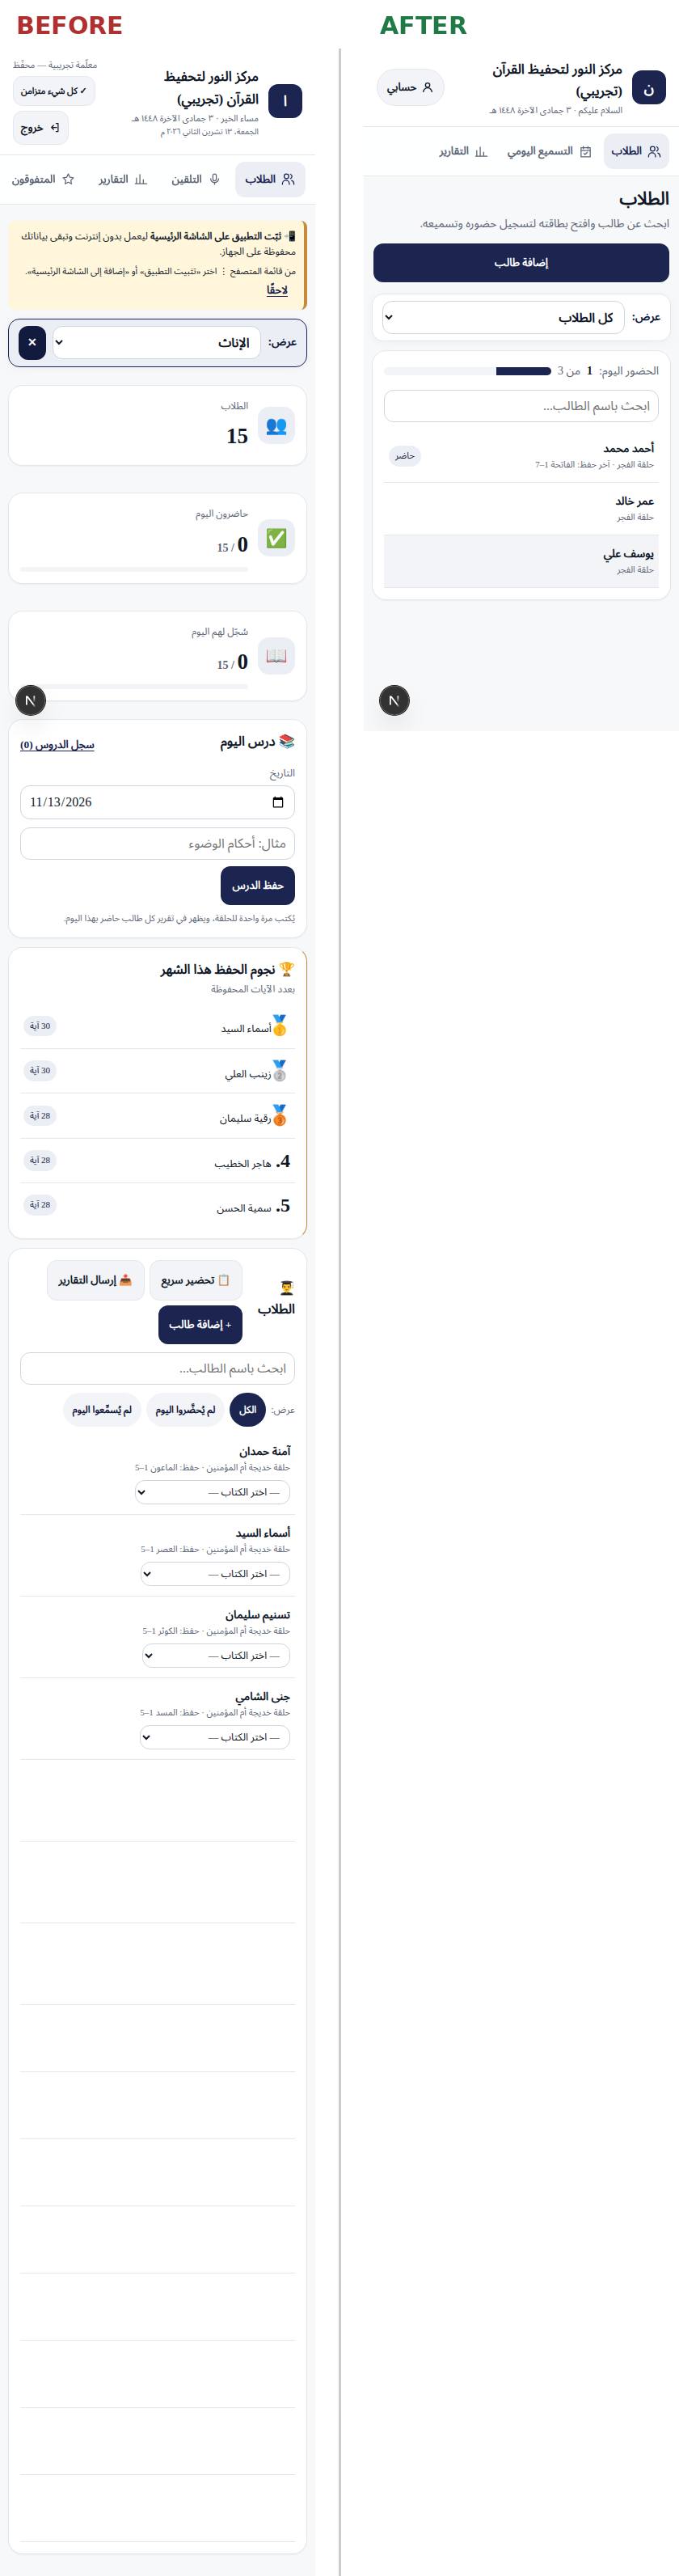 BEFORE
مركز النور لتحفيظ
القرآن (تجريبي)
مساء الخير · ٣ جمادى الآخرة ١٤٤٨ هـ
الجمعة، ١٣ تشرين الثاني ٢٠٢٦ م
ا
معلّمة تجريبية — محفّظ
✓ كل شيء متزامن
خروج
الطلاب
التلقين
التقارير
المتفوقون
📲 ثبّت التطبيق على الشاشة الرئيسية ليعمل بدون إنترنت وتبقى بياناتك
محفوظة على الجهاز.
من قائمة المتصفح ⋮ اختر «تثبيت التطبيق» أو «إضافة إلى الشاشة الرئيسية».
لاحقًا
عرض:
الإناث
×
الطلاب
15
حاضرون اليوم
0 / 15
سُجّل لهم اليوم
0 / 15
N
📚 درس اليوم
سجل الدروس (0)
التاريخ
11/13/2026
مثال: أحكام الوضوء
حفظ الدرس
يُكتب مرة واحدة للحلقة، ويظهر في تقرير كل طالب حاضر بهذا اليوم.
🏆 نجوم الحفظ هذا الشهر
بعدد الآيات المحفوظة
🥇 أسماء السيد
30 آية
🥈 زينب العلي
30 آية
🥉 رقية سليمان
28 آية
4. هاجر الخطيب
28 آية
5. سمية الحسن
28 آية
👨‍🎓
الطلاب
📋 تحضير سريع
📤 إرسال التقارير
+ إضافة طالب
ابحث باسم الطالب...
عرض:
الكل
لم يُحضَّروا اليوم
لم يُسمِّعوا اليوم
آمنة حمدان
حلقة خديجة أم المؤمنين · حفظ: الماعون 1–5
— اختر الكتاب —
أسماء السيد
حلقة خديجة أم المؤمنين · حفظ: العصر 1–5
— اختر الكتاب —
تسنيم سليمان
حلقة خديجة أم المؤمنين · حفظ: الكوثر 1–5
— اختر الكتاب —
جنى الشامي
حلقة خديجة أم المؤمنين · حفظ: المسد 1–5
— اختر الكتاب —
AFTER
ن
مركز النور لتحفيظ القرآن
(تجريبي)
السلام عليكم · ٣ جمادى الآخرة ١٤٤٨ هـ
حسابي
الطلاب
التسميع اليومي
التقارير
الطلاب
ابحث عن طالب وافتح بطاقته لتسجيل حضوره وتسميعه.
إضافة طالب
عرض:
كل الطلاب
الحضور اليوم: 1 من 3
ابحث باسم الطالب...
أحمد محمد
حلقة الفجر · آخر حفظ: الفاتحة 1–7
حاضر
عمر خالد
حلقة الفجر
يوسف علي
حلقة الفجر
N